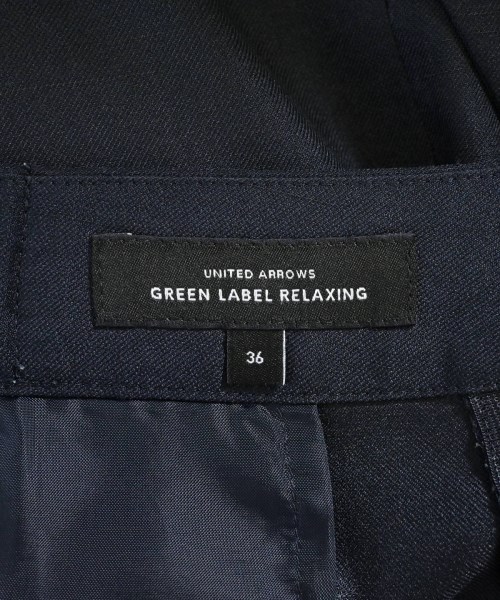 UNITED ARROWS
GREEN LABEL RELAXING
36